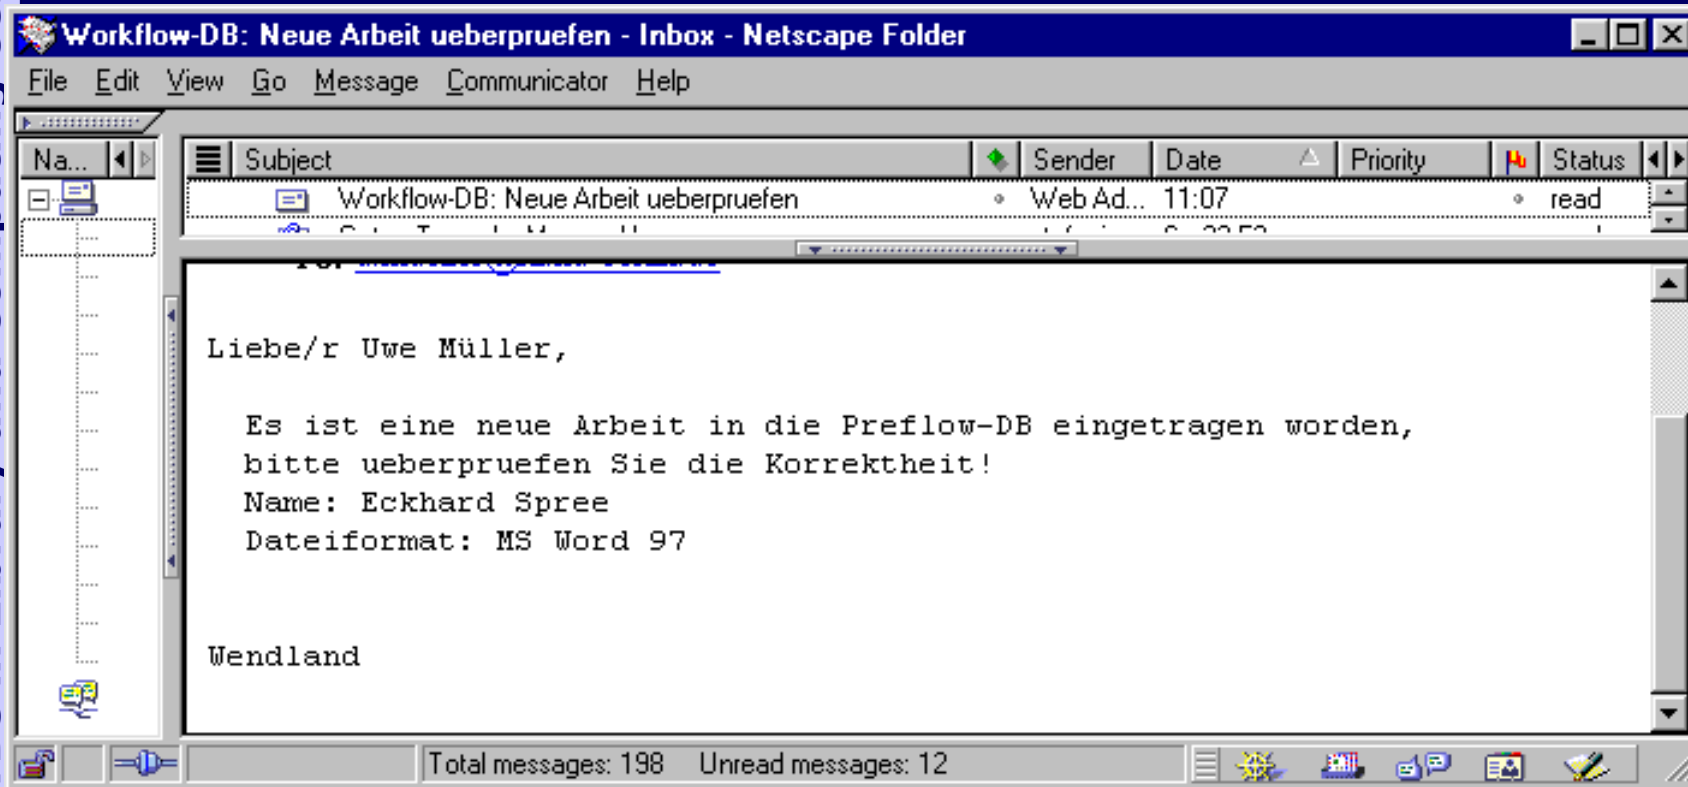 Workflow-DB: Neue Arbeit ueberpruefen - Inbox - Netscape Folder
File Edit View Go Message Communicator Help
Na... Subject Sender Date Priority Status
Workflow-DB: Neue Arbeit ueberpruefen Web Ad... 11:07 read
Liebe/r Uwe Müller,
Es ist eine neue Arbeit in die Preflow-DB eingetragen worden,
bitte ueberpruefen Sie die Korrektheit!
Name: Eckhard Spree
Dateiformat: MS Word 97
Wendland
Total messages: 198 Unread messages: 12